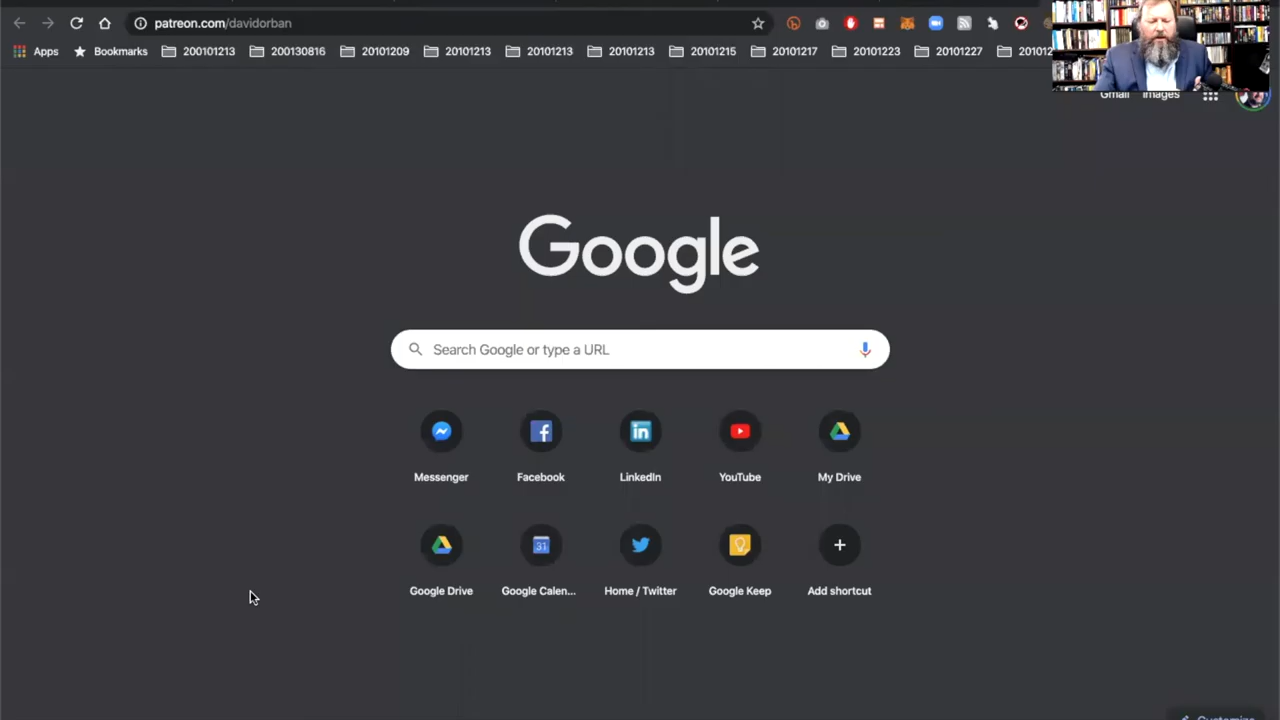 patreon.com/davidorban
Apps Bookmarks 200101213 200130816 20101209 20101213 20101213 20101213 20101215 20101217 20101223 20101227
Gmail Images
Google
Search Google or type a URL
Messenger Facebook LinkedIn YouTube My Drive
31
Google Drive Google Calen... Home / Twitter Google Keep Add shortcut
Customize